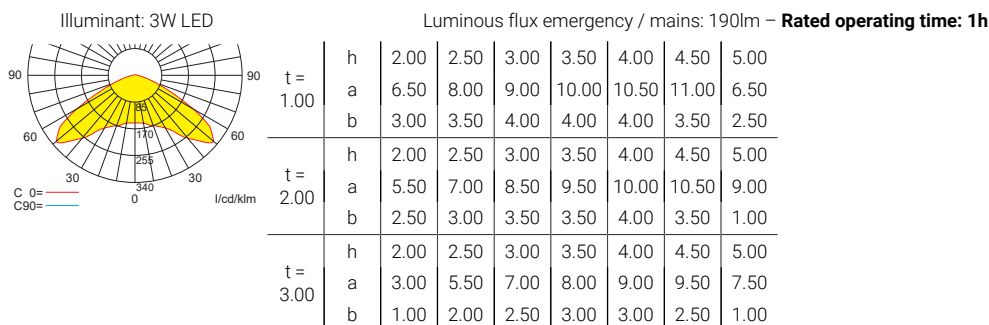 Illuminant: 3W LED
Luminous flux emergency / mains: 190lm – Rated operating time: 1h
90 90
60 60
30 30
0
85
170
255
340
C 0=
C90=
l/cd/klm
t = 1.00
h 2.00 2.50 3.00 3.50 4.00 4.50 5.00
a 6.50 8.00 9.00 10.00 10.50 11.00 6.50
b 3.00 3.50 4.00 4.00 4.00 3.50 2.50
t = 2.00
h 2.00 2.50 3.00 3.50 4.00 4.50 5.00
a 5.50 7.00 8.50 9.50 10.00 10.50 9.00
b 2.50 3.00 3.50 3.50 4.00 3.50 1.00
t = 3.00
h 2.00 2.50 3.00 3.50 4.00 4.50 5.00
a 3.00 5.50 7.00 8.00 9.00 9.50 7.50
b 1.00 2.00 2.50 3.00 3.00 2.50 1.00